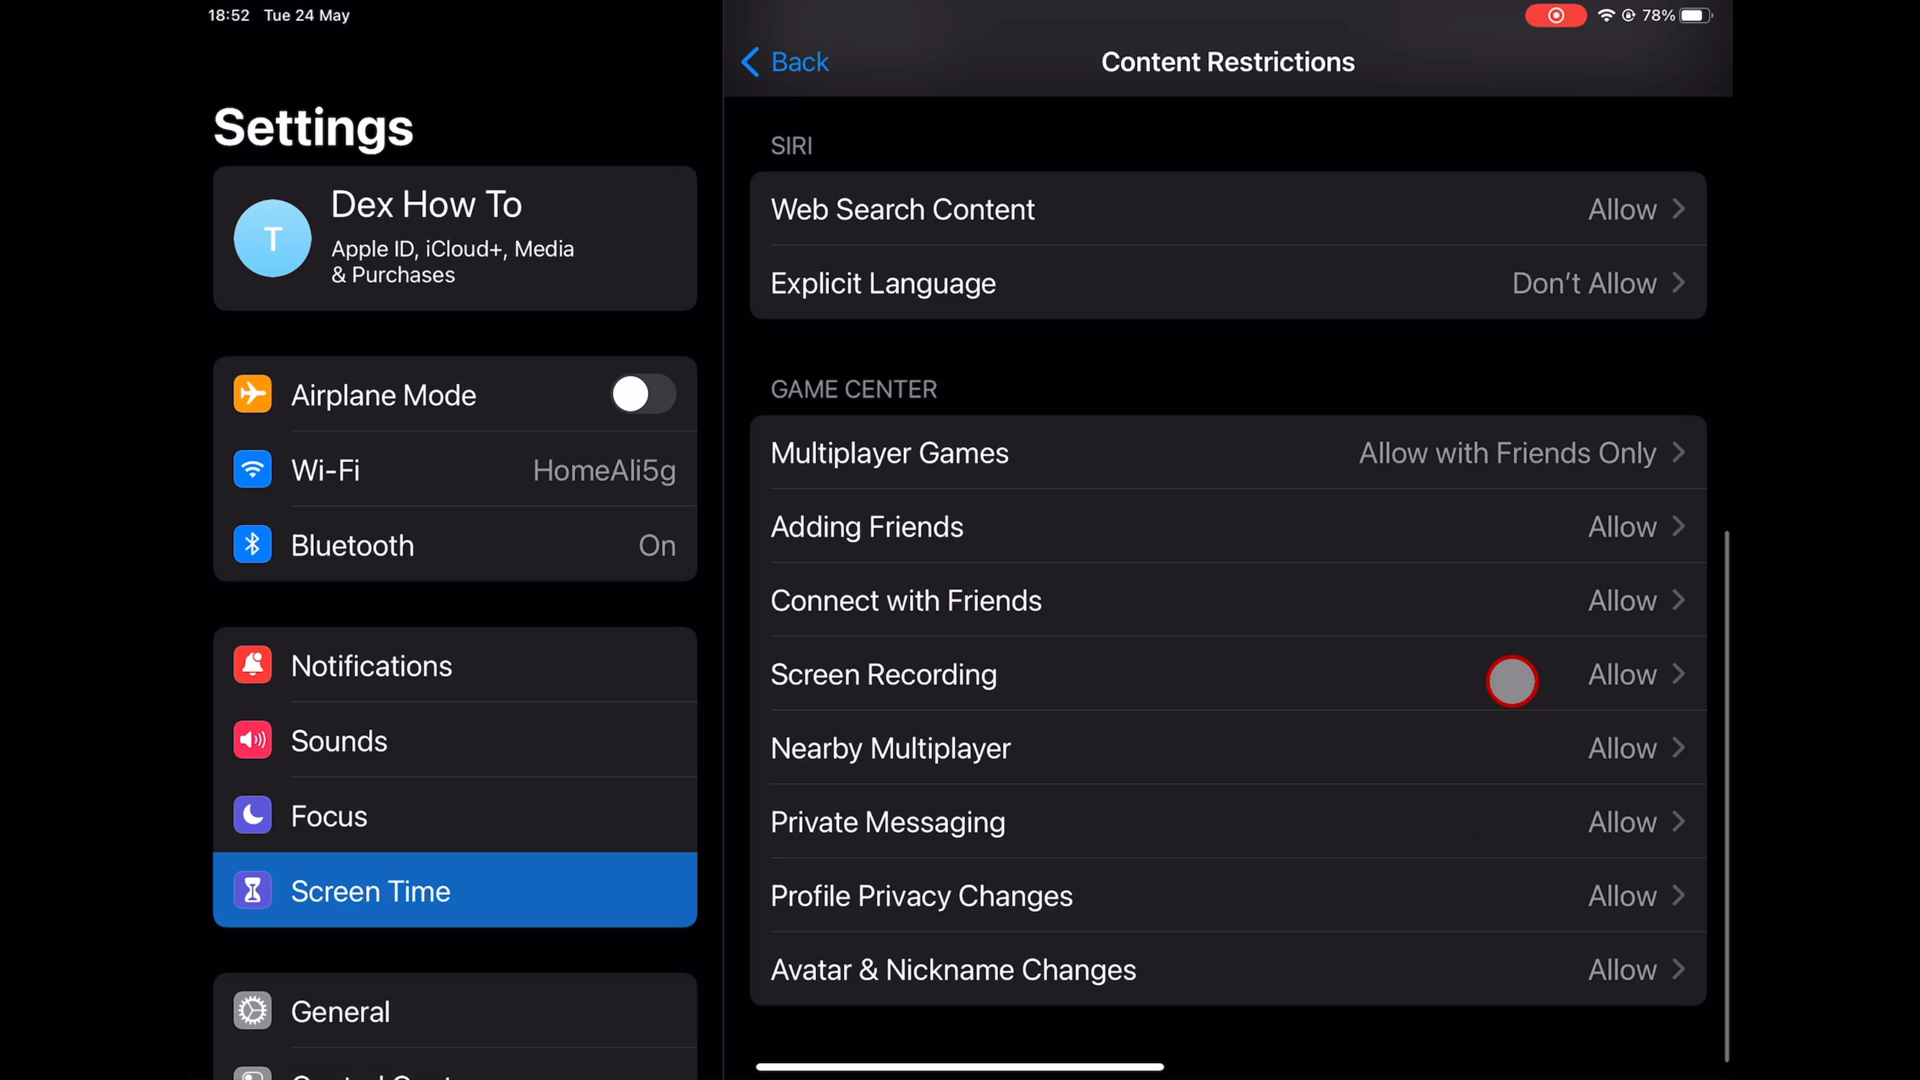 18:52 Tue 24 May
78%
Settings
T
Dex How To
Apple ID, iCloud+, Media
& Purchases
Airplane Mode
Wi-Fi HomeAli5g
Bluetooth On
Notifications
Sounds
Focus
Screen Time
General
Back
Content Restrictions
SIRI
Web Search Content Allow
Explicit Language Don't Allow
GAME CENTER
Multiplayer Games Allow with Friends Only
Adding Friends Allow
Connect with Friends Allow
Screen Recording Allow
Nearby Multiplayer Allow
Private Messaging Allow
Profile Privacy Changes Allow
Avatar & Nickname Changes Allow